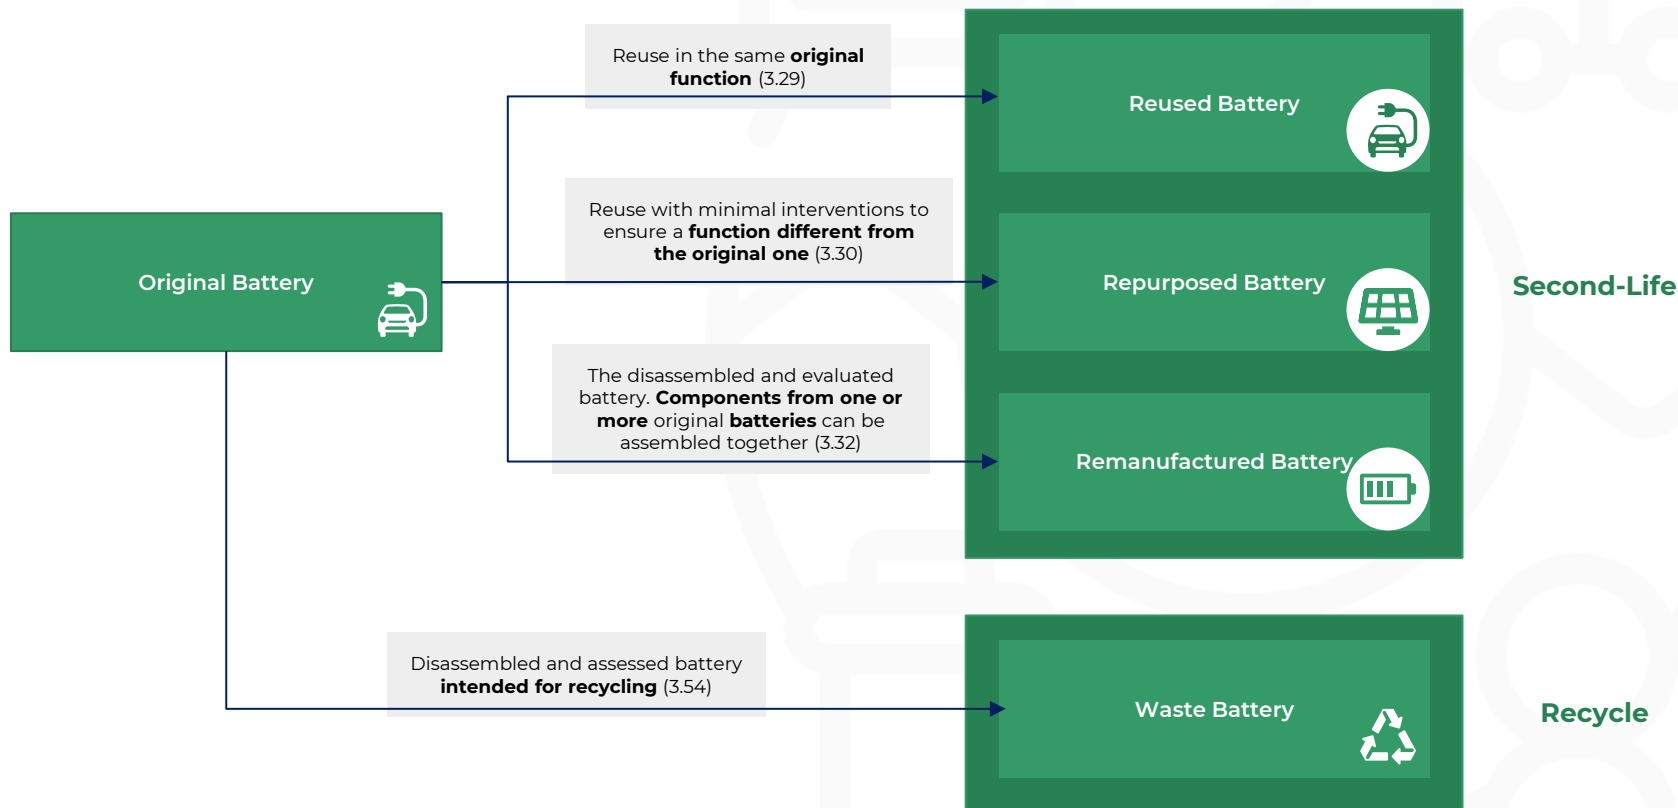 Reuse in the same original
function (3.29)
Reused Battery
Reuse with minimal interventions to
ensure a function different from
the original one (3.30)
Original Battery
Repurposed Battery
Second-Life
The disassembled and evaluated
battery. Components from one or
more original batteries can be
assembled together (3.32)
Remanufactured Battery
Disassembled and assessed battery
intended for recycling (3.54)
Waste Battery
Recycle